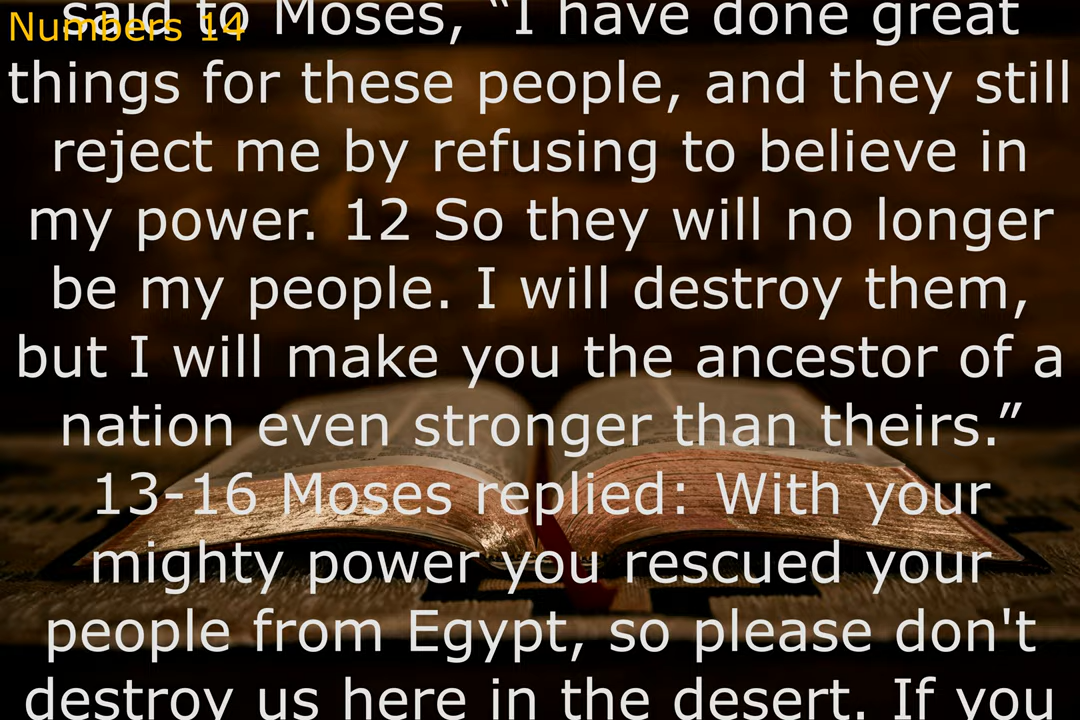 Numbers 14
said to Moses, “I have done great
things for these people, and they still
reject me by refusing to believe in
my power. 12 So they will no longer
be my people. I will destroy them,
but I will make you the ancestor of a
nation even stronger than theirs.”
13-16 Moses replied: With your
mighty power you rescued your
people from Egypt, so please don't
destroy us here in the desert. If you